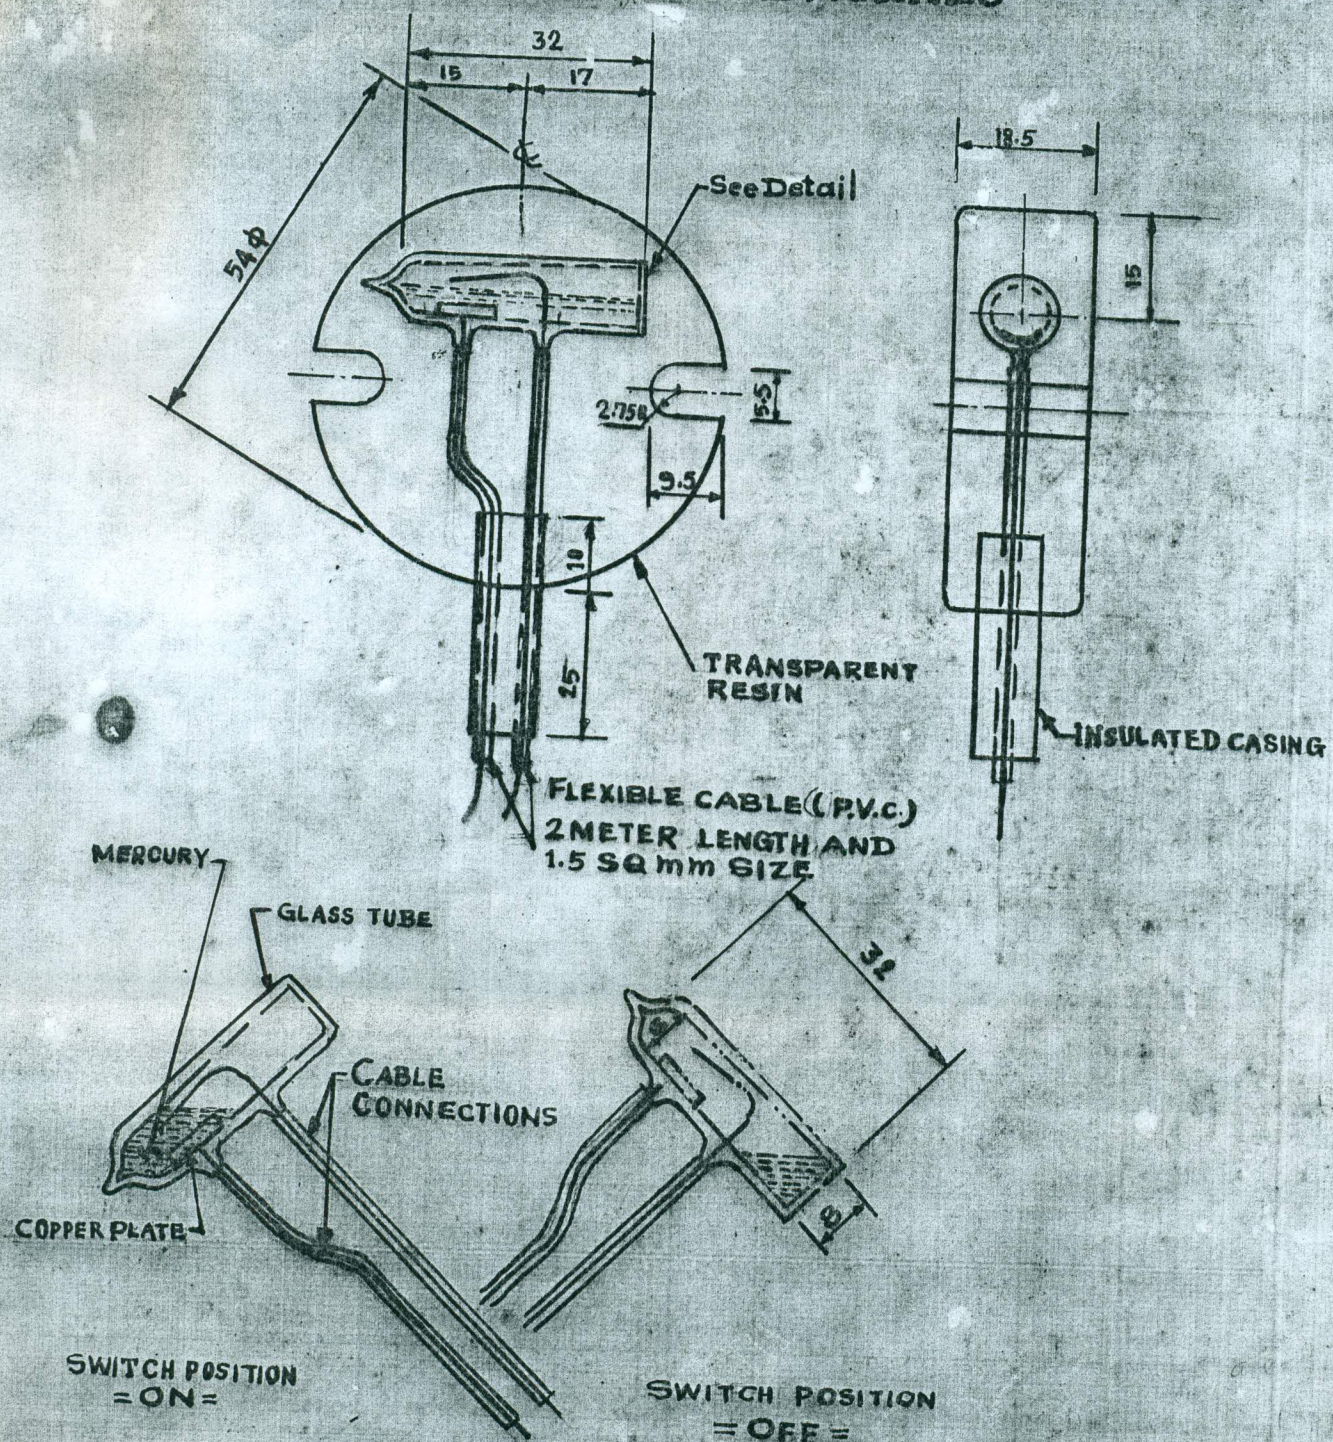 32
15
17
54 ϕ
℄
See Detail
2.75R
5.5
9.5
10
25
TRANSPARENT
RESIN
18.5
15
INSULATED CASING
FLEXIBLE CABLE (P.V.C.)
2 METER LENGTH AND
1.5 SQ mm SIZE
MERCURY
GLASS TUBE
CABLE
CONNECTIONS
COPPER PLATE
SWITCH POSITION
=ON=
32
8
SWITCH POSITION
=OFF=